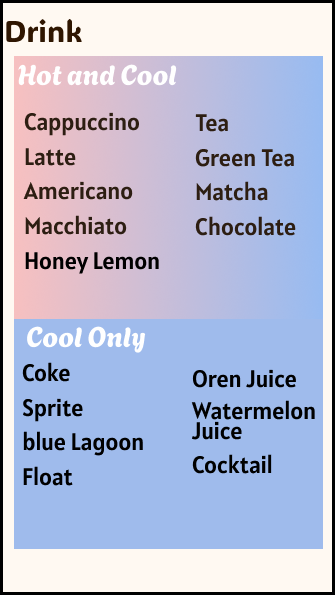 Drink
Hot and Cool
Cappuccino
Latte
Americano
Macchiato
Honey Lemon
Tea
Green Tea
Matcha
Chocolate
Cool Only
Coke
Sprite
blue Lagoon
Float
Oren Juice
Watermelon
Juice
Cocktail